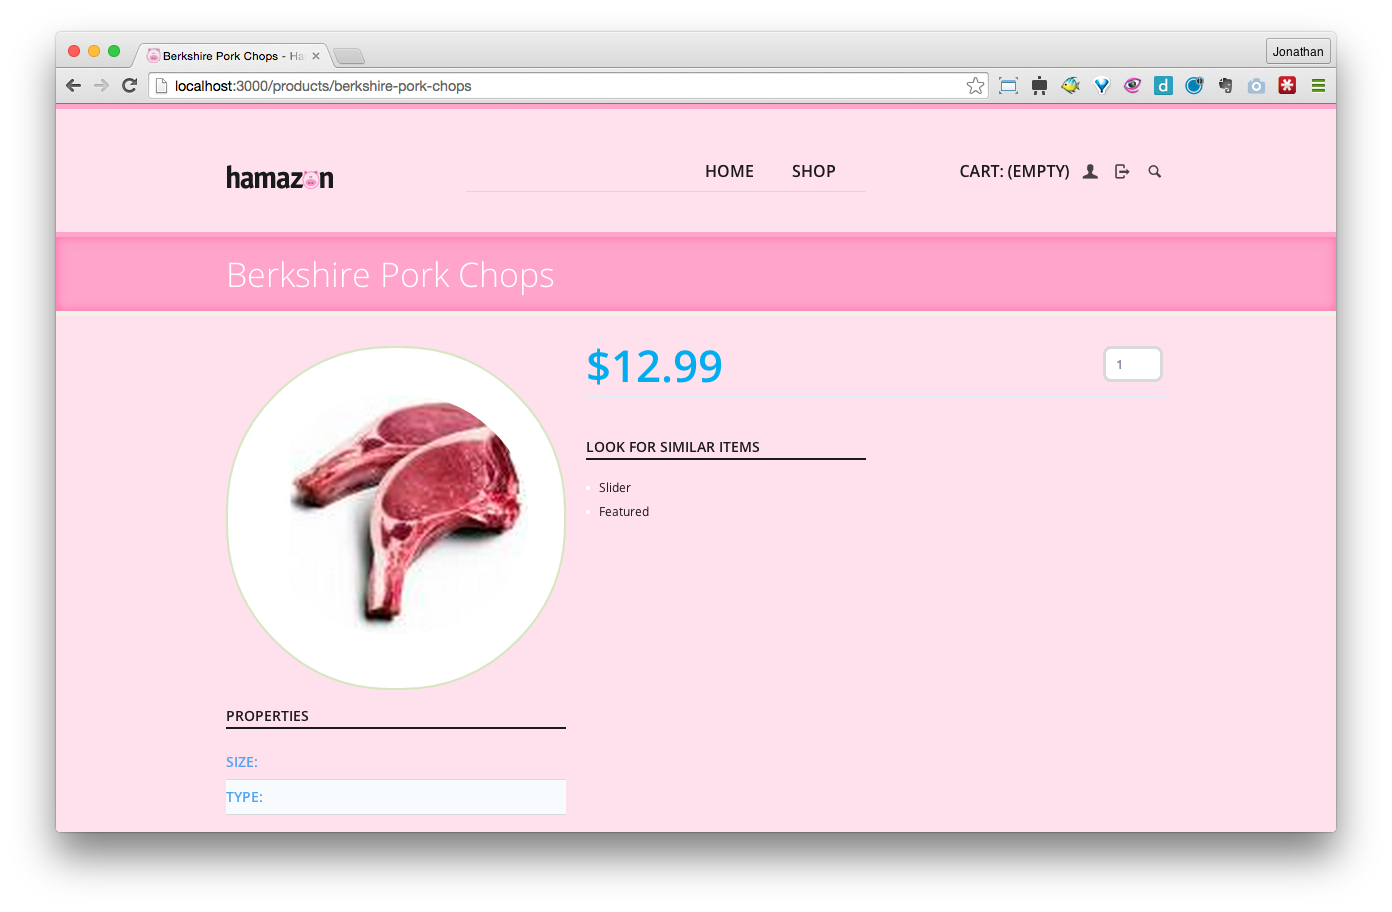 Berkshire Pork Chops - Ha
Jonathan
localhost:3000/products/berkshire-pork-chops
hamazon
HOME SHOP CART: (EMPTY)
Berkshire Pork Chops
$12.99
1
LOOK FOR SIMILAR ITEMS
Slider
Featured
PROPERTIES
SIZE:
TYPE: